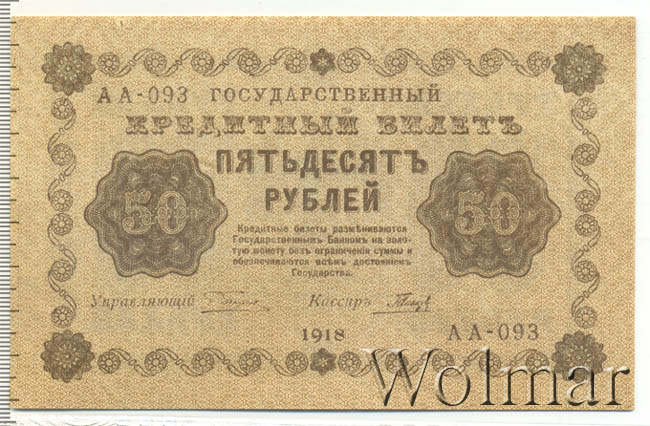 АА-093 ГОСУДАРСТВЕННЫЙ
КРЕДИТНЫЙ БИЛЕТЪ
ПЯТЬДЕСЯТЪ
РУБЛЕЙ
50
50
Кредитные билеты размѣниваются
Государственнымъ Банкомъ на золо-
тую монету безъ ограниченія суммы и
обезпечиваются всѣмъ достояніемъ
Государства.
Управляющій
Кассиръ
1918
АА-093
Wolmar